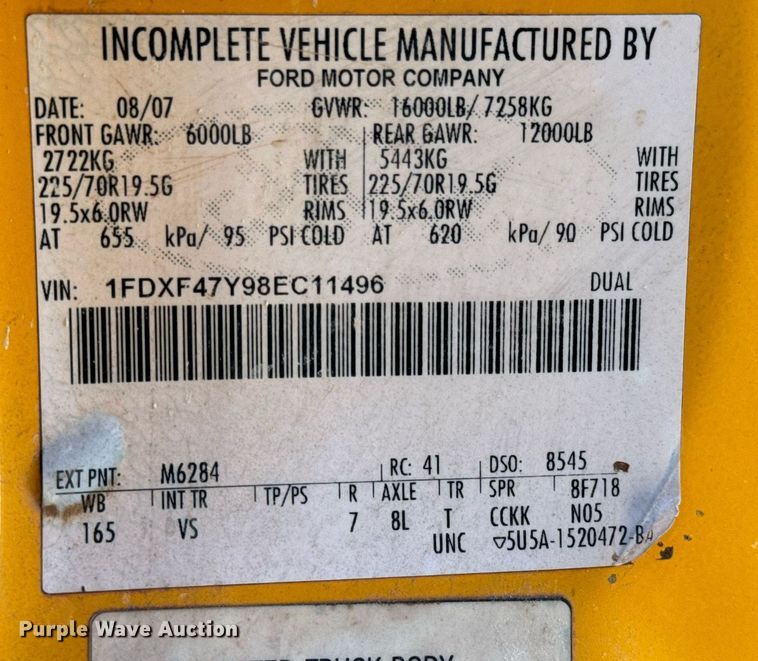 INCOMPLETE VEHICLE MANUFACTURED BY
FORD MOTOR COMPANY
DATE: 08/07 GVWR: 16000LB/ 7258KG
FRONT GAWR: 6000LB REAR GAWR: 12000LB
2722KG WITH 5443KG WITH
225/70R19.5G TIRES 225/70R19.5G TIRES
19.5x6.0RW RIMS 19.5x6.0RW RIMS
AT 655 kPa/ 95 PSI COLD AT 620 kPa/ 90 PSI COLD
VIN: 1FDXF47Y98EC11496 DUAL
EXT PNT: M6284 RC: 41 DSO: 8545
WB INT TR TP/PS R AXLE TR SPR 8F718
165 VS 7 8L T CCKK N05
UNC ▽5U5A-1520472-BA
Purple Wave Auction
TRUCK BODY